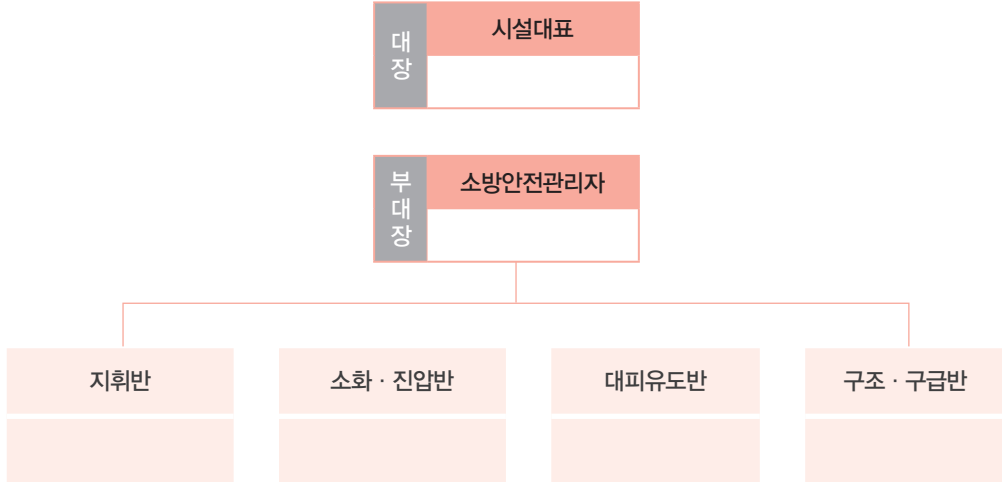 대장
시설대표
부대장
소방안전관리자
지휘반
소화 · 진압반
대피유도반
구조 · 구급반